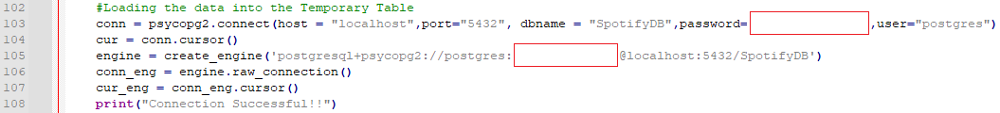 102 #Loading the data into the Temporary Table
103 conn = psycopg2.connect(host = "localhost",port="5432", dbname = "SpotifyDB",password= ,user="postgres")
104 cur = conn.cursor()
105 engine = create_engine('postgresql+psycopg2://postgres: @localhost:5432/SpotifyDB')
106 conn_eng = engine.raw_connection()
107 cur_eng = conn_eng.cursor()
108 print("Connection Successful!!")